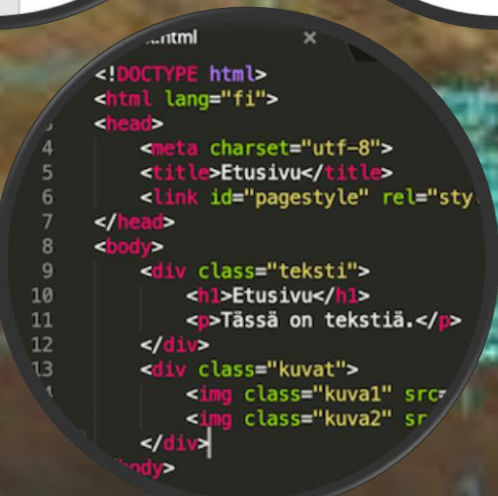 .html ×
<!DOCTYPE html>
<html lang="fi">
3 <head>
4 <meta charset="utf-8">
5 <title>Etusivu</title>
6 <link id="pagestyle" rel="sty
7 </head>
8 <body>
9 <div class="teksti">
10 <h1>Etusivu</h1>
11 <p>Tässä on tekstiä.</p>
12 </div>
13 <div class="kuvat">
<img class="kuva1" src=
<img class="kuva2" sr
</div>
body>